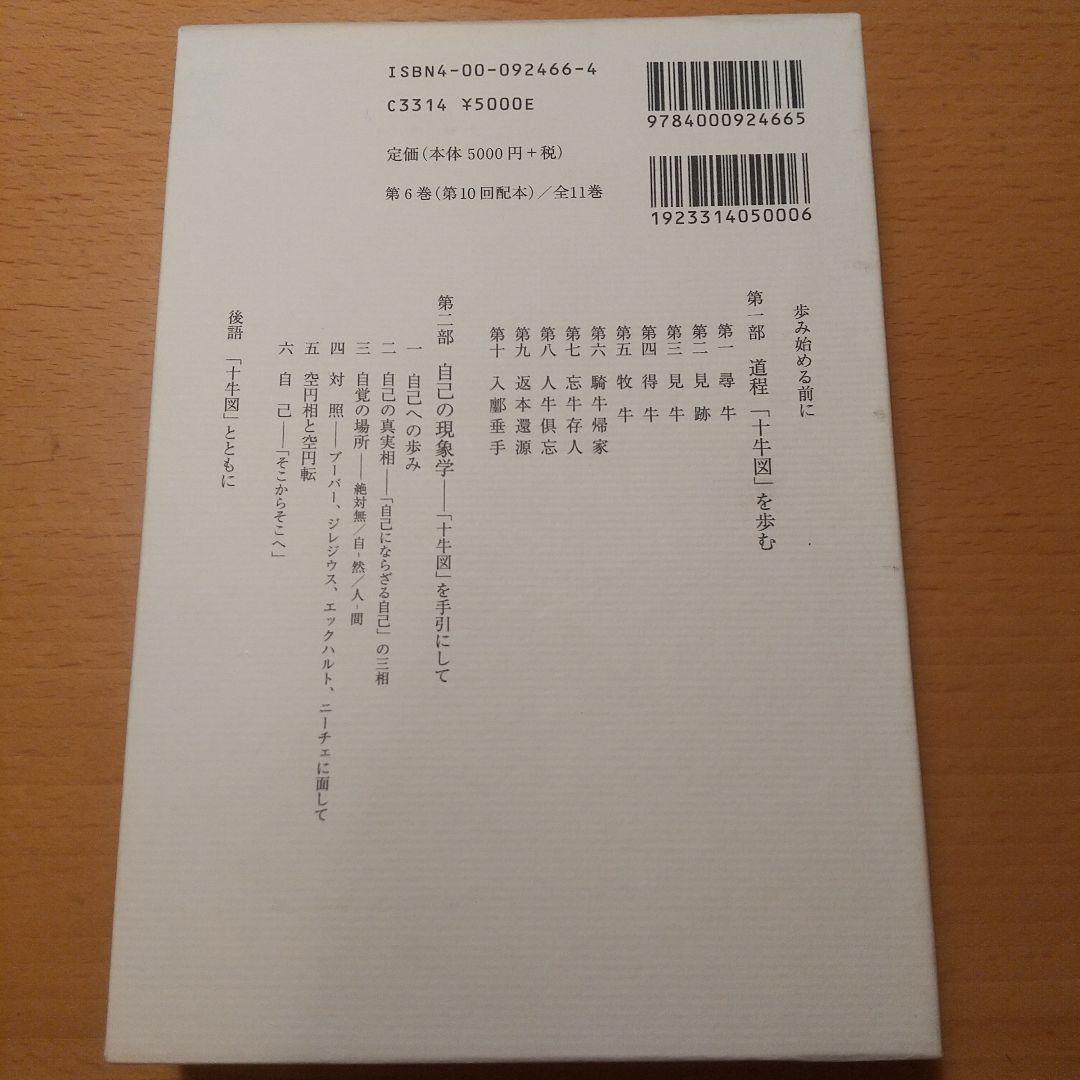 ISBN4-00-092466-4
C3314 ¥5000E
定価(本体 5000 円+税)
第 6 巻(第10回配本)/全11巻
9784000924665
1923314050006
歩み始める前に
第一部 道程 「十牛図」を歩む
第一 尋牛
第二 見跡
第三 見牛
第四 得牛
第五 牧牛
第六 騎牛帰家
第七 忘牛存人
第八 人牛俱忘
第九 返本還源
第十 入鄽垂手
第二部 自己の現象学——「十牛図」を手引にして
一 自己への歩み
二 自己の真実相——「自己にならざる自己」の三相
三 自覚の場所——絶対無/自-然/人-間
四 対照——ブーバー、ジレジウス、エックハルト、ニーチェに面して
五 空円相と空円転
六 自己——「そこからそこへ」
後語 「十牛図」とともに